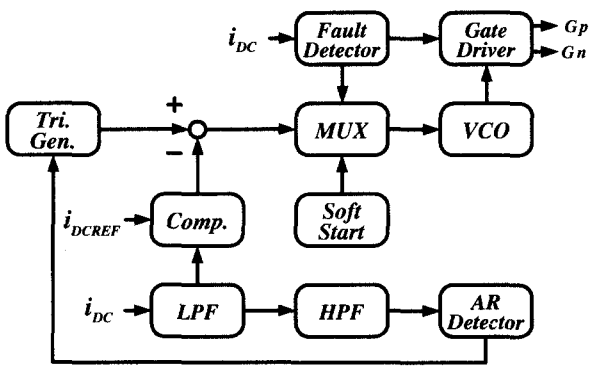 i_DC
Fault
Detector
Gate
Driver
Gp
Gn
Tri.
Gen.
+
−
MUX
VCO
i_DCREF
Comp.
Soft
Start
i_DC
LPF
HPF
AR
Detector